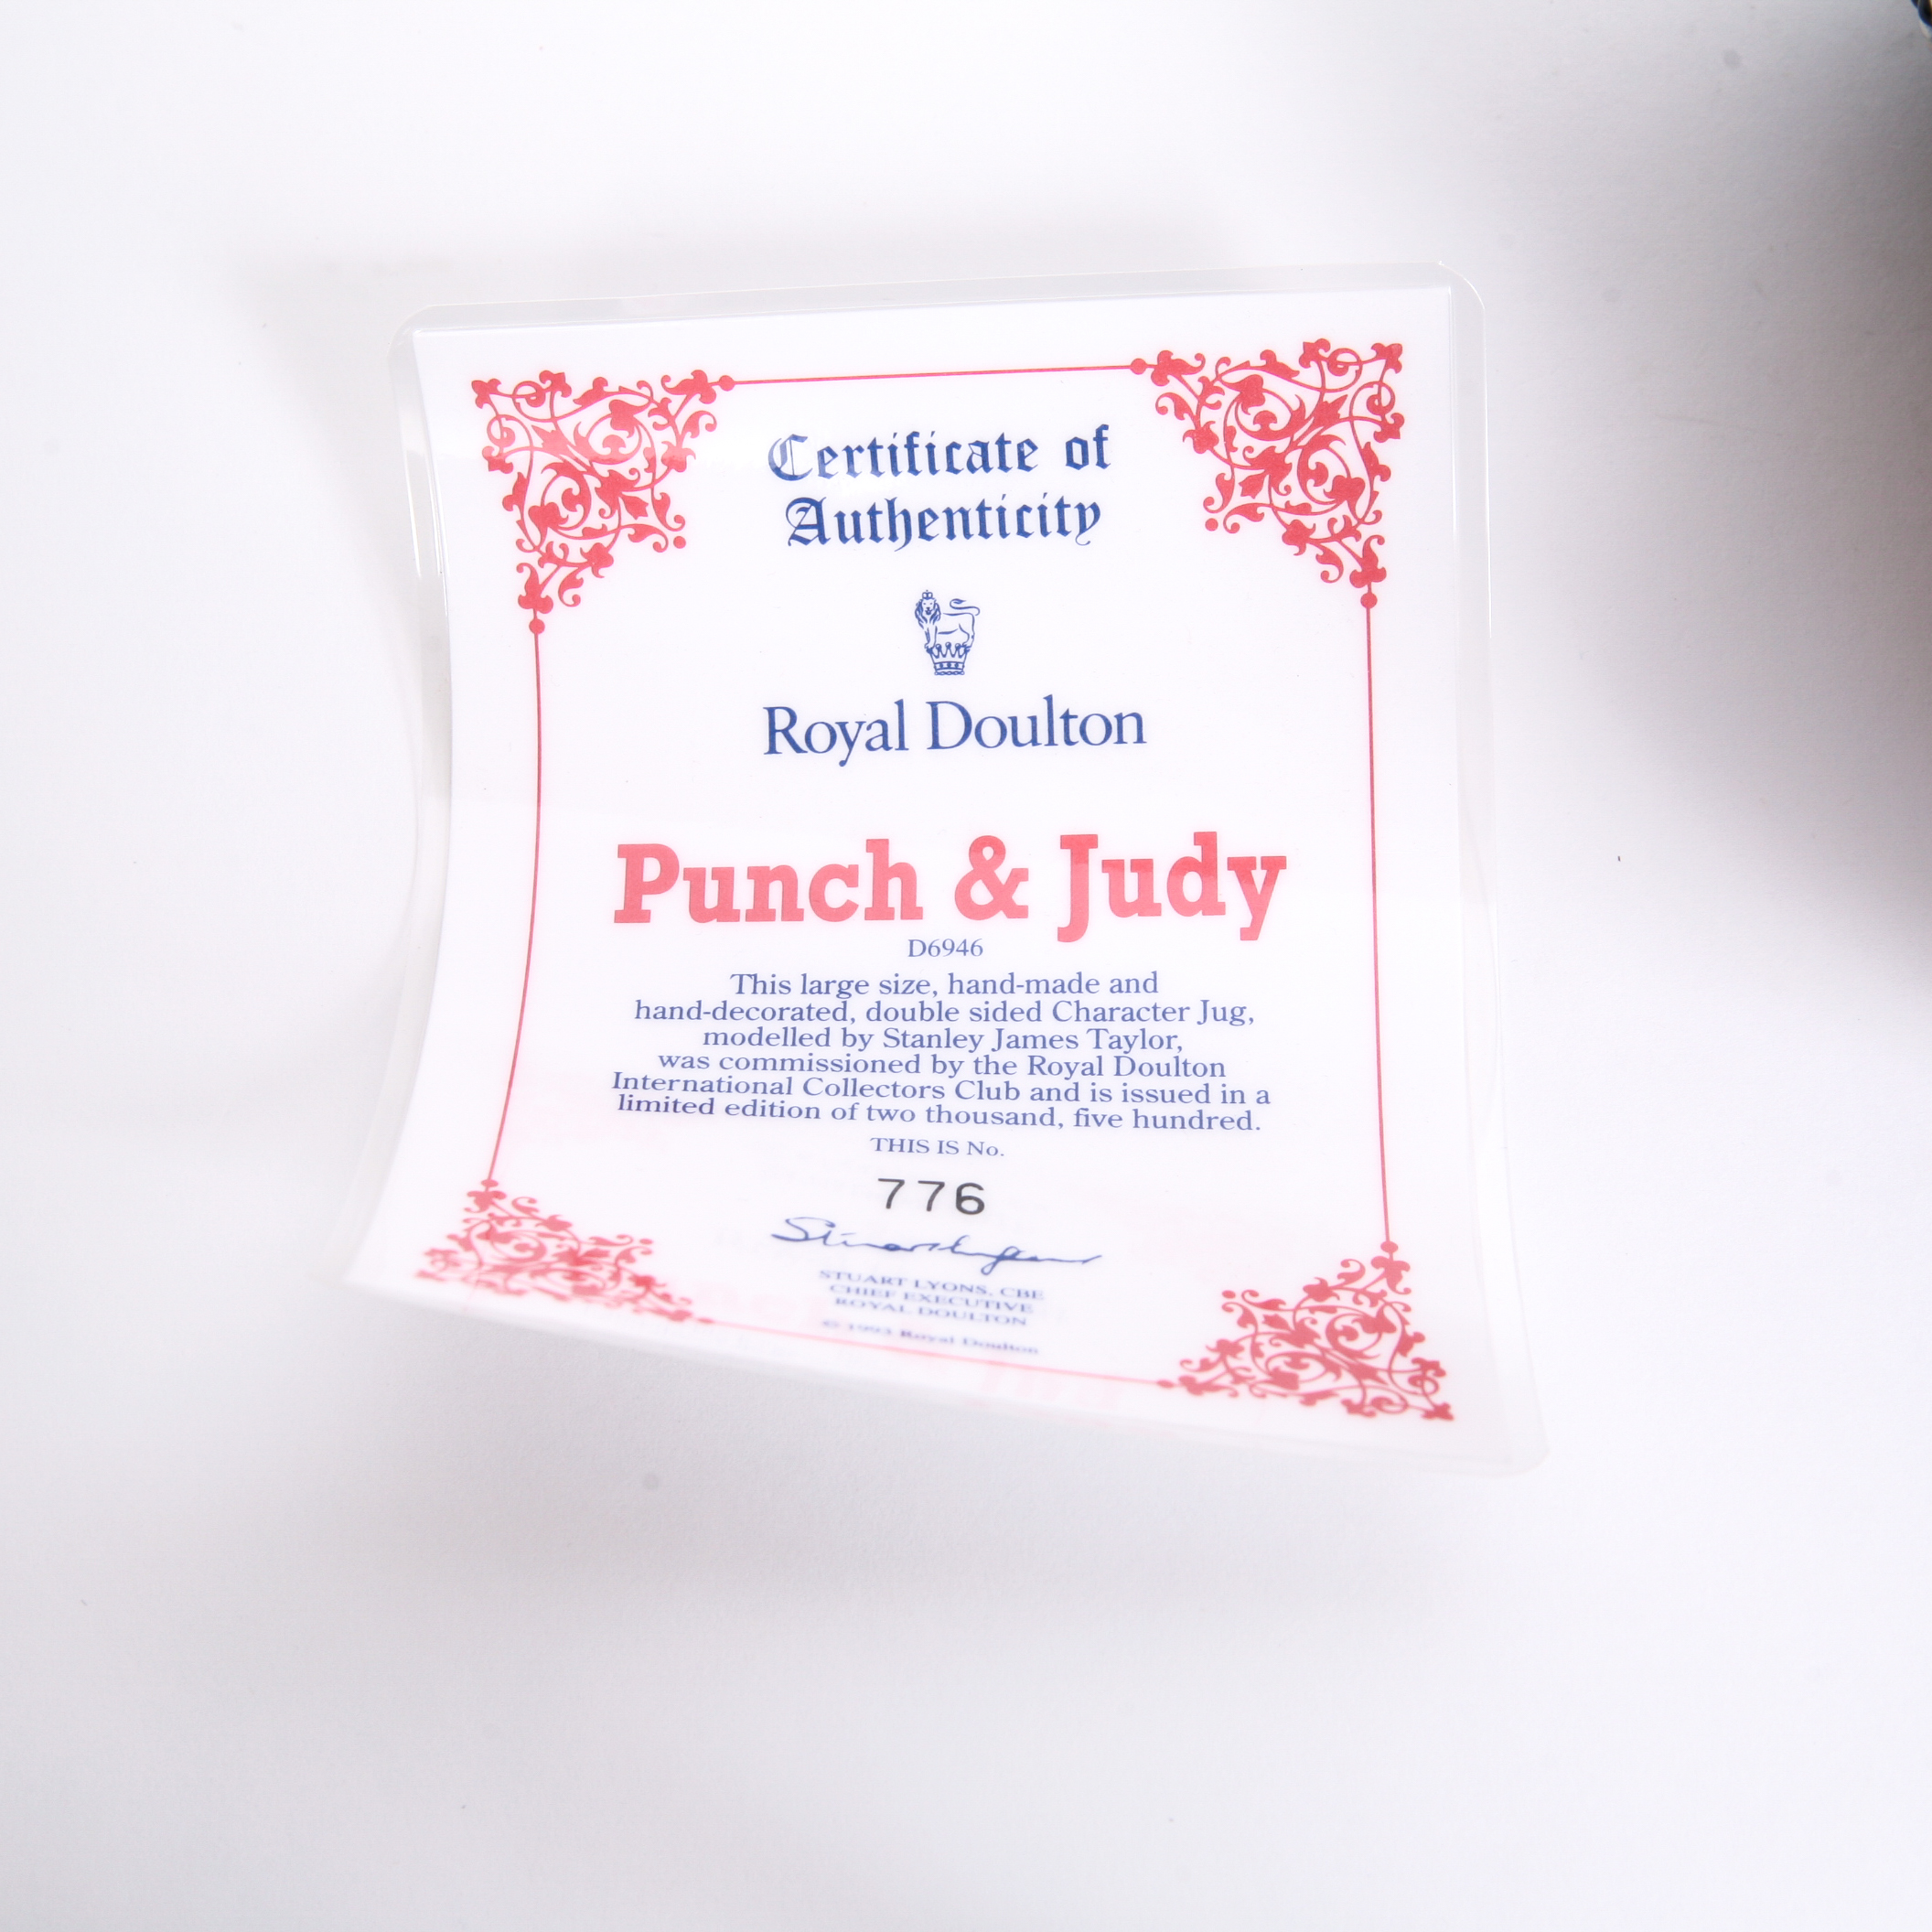 Certificate of
Authenticity
Royal Doulton
Punch & Judy
D6946
This large size, hand-made and
hand-decorated, double sided Character Jug,
modelled by Stanley James Taylor,
was commissioned by the Royal Doulton
International Collectors Club and is issued in a
limited edition of two thousand, five hundred.
THIS IS No.
776
STUART LYONS, CBE
CHIEF EXECUTIVE
ROYAL DOULTON
© Royal Doulton